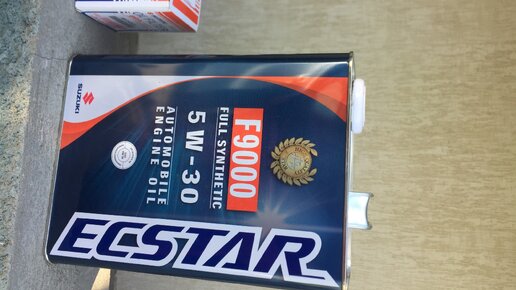 ECSTAR
F9000
FULL SYNTHETIC
5W-30
AUTOMOBILE
ENGINE OIL
SUZUKI